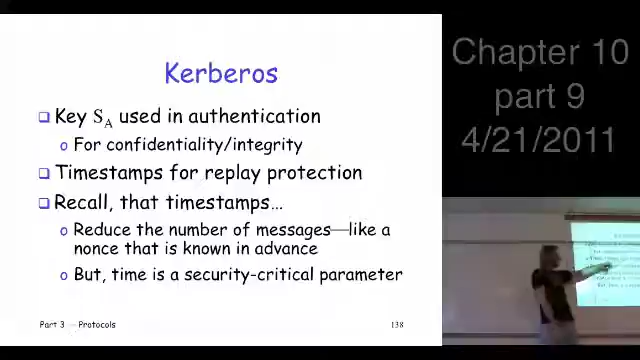 Kerberos
Key SA used in authentication
For confidentiality/integrity
Timestamps for replay protection
Recall, that timestamps…
Reduce the number of messages—like a
nonce that is known in advance
But, time is a security-critical parameter
Part 3 — Protocols
138
Chapter 10
part 9
4/21/2011